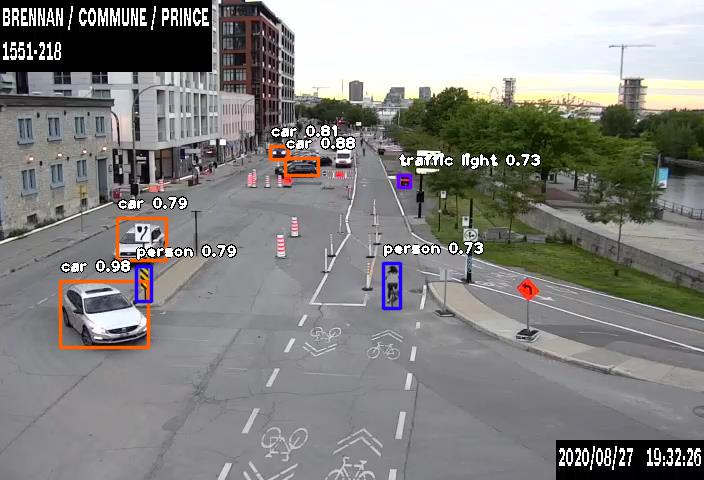 BRENNAN / COMMUNE / PRINCE
1551-218
car 0.81
car 0.88
traffic light 0.73
car 0.79
person 0.79
person 0.73
car 0.98
2020/08/27 19:32:26